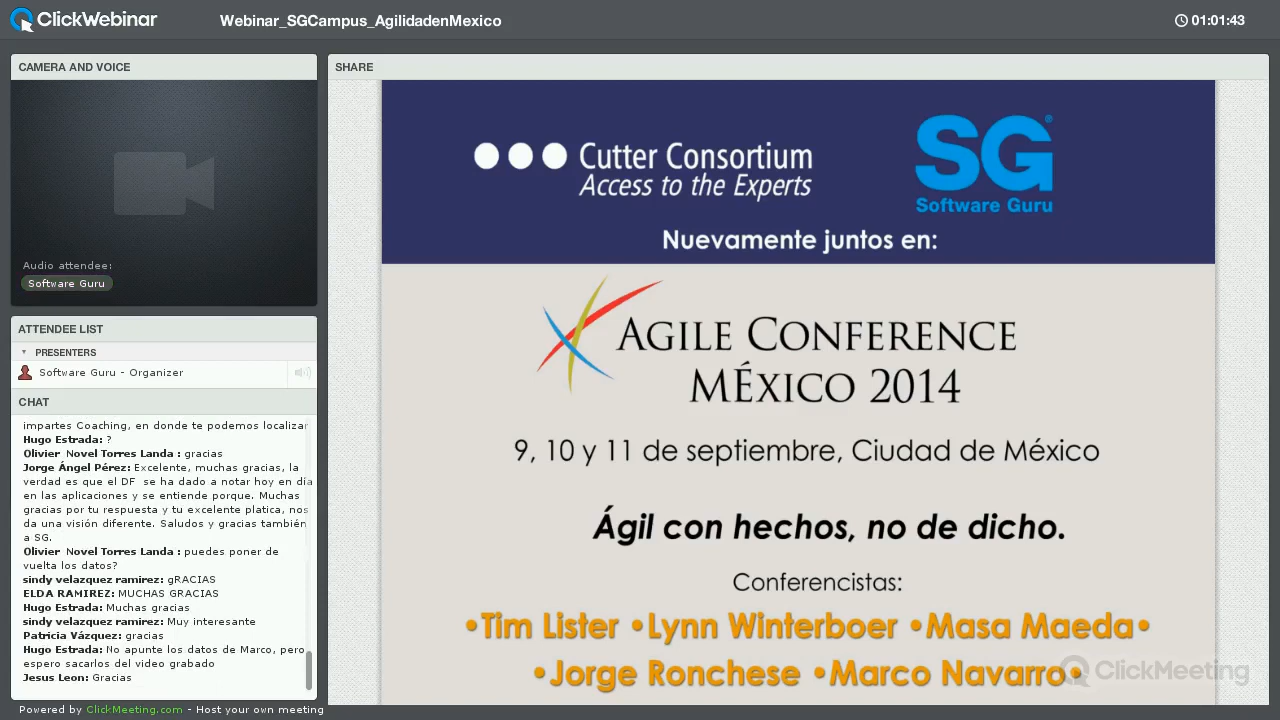 ClickWebinar
Webinar_SGCampus_AgilidadenMexico
01:01:43
CAMERA AND VOICE
Audio attendee:
Software Guru
ATTENDEE LIST
PRESENTERS
Software Guru - Organizer
CHAT
impartes Coaching, en donde te podemos localizar
Hugo Estrada: ?
Olivier Novel Torres Landa : gracias
Jorge Ángel Pérez: Excelente, muchas gracias, la
verdad es que el DF se ha dado a notar hoy en día
en las aplicaciones y se entiende porque. Muchas
gracias por tu respuesta y tu excelente platica, nos
da una visión diferente. Saludos y gracias también
a SG.
Olivier Novel Torres Landa : puedes poner de
vuelta los datos?
sindy velazquez ramirez: gRACIAS
ELDA RAMIREZ: MUCHAS GRACIAS
Hugo Estrada: Muchas gracias
sindy velazquez ramirez: Muy interesante
Patricia Vázquez: gracias
Hugo Estrada: No apunte los datos de Marco, pero
espero sacarlos del video grabado
Jesus Leon: Gracias
Powered by ClickMeeting.com - Host your own meeting
SHARE
Cutter Consortium
Access to the Experts
SG®
Software Guru
Nuevamente juntos en:
AGILE CONFERENCE
MÉXICO 2014
9, 10 y 11 de septiembre, Ciudad de México
Ágil con hechos, no de dicho.
Conferencistas:
•Tim Lister •Lynn Winterboer •Masa Maeda•
•Jorge Ronchese •Marco Navarro•
ClickMeeting